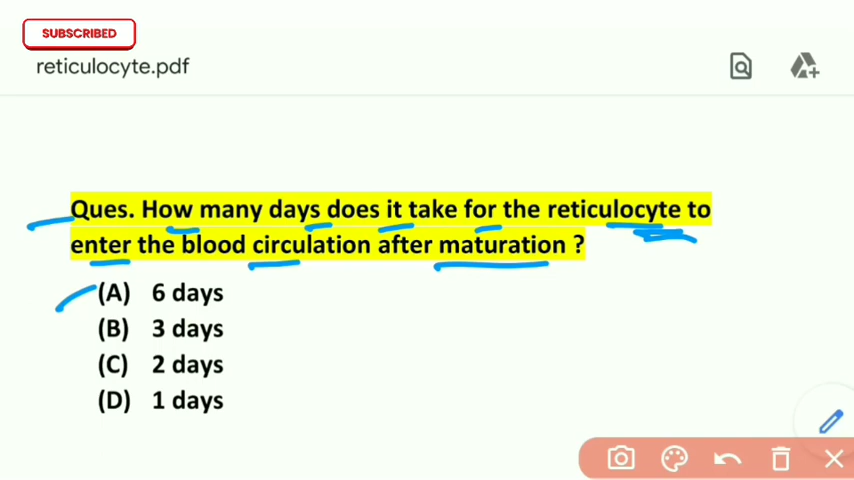 SUBSCRIBED
reticulocyte.pdf
Ques. How many days does it take for the reticulocyte to
enter the blood circulation after maturation ?
(A) 6 days
(B) 3 days
(C) 2 days
(D) 1 days